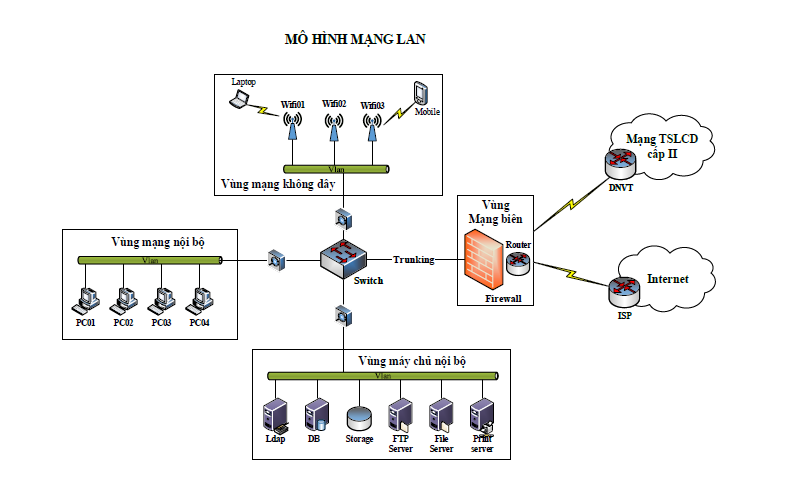 MÔ HÌNH MẠNG LAN
Laptop
Wifi01
Wifi02
Wifi03
Mobile
Vlan
Vùng mạng không dây
Mạng TSLCD
cấp II
DNVT
Vùng
Mạng biên
Router
Firewall
Vùng mạng nội bộ
Vlan
PC01
PC02
PC03
PC04
Switch
Trunking
Internet
ISP
Vùng máy chủ nội bộ
Vlan
Ldap
DB
Storage
FTP
Server
File
Server
Print
server